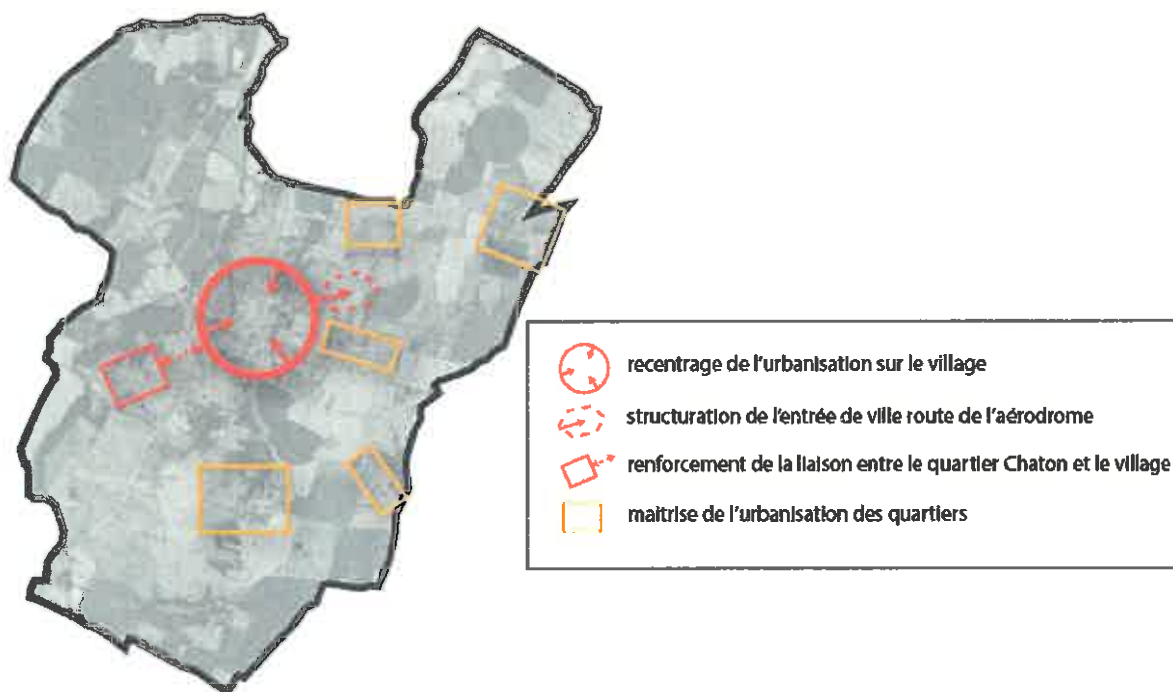 recentrage de l'urbanisation sur le village
structuration de l'entrée de ville route de l'aérodrome
renforcement de la liaison entre le quartier Chaton et le village
maitrise de l'urbanisation des quartiers